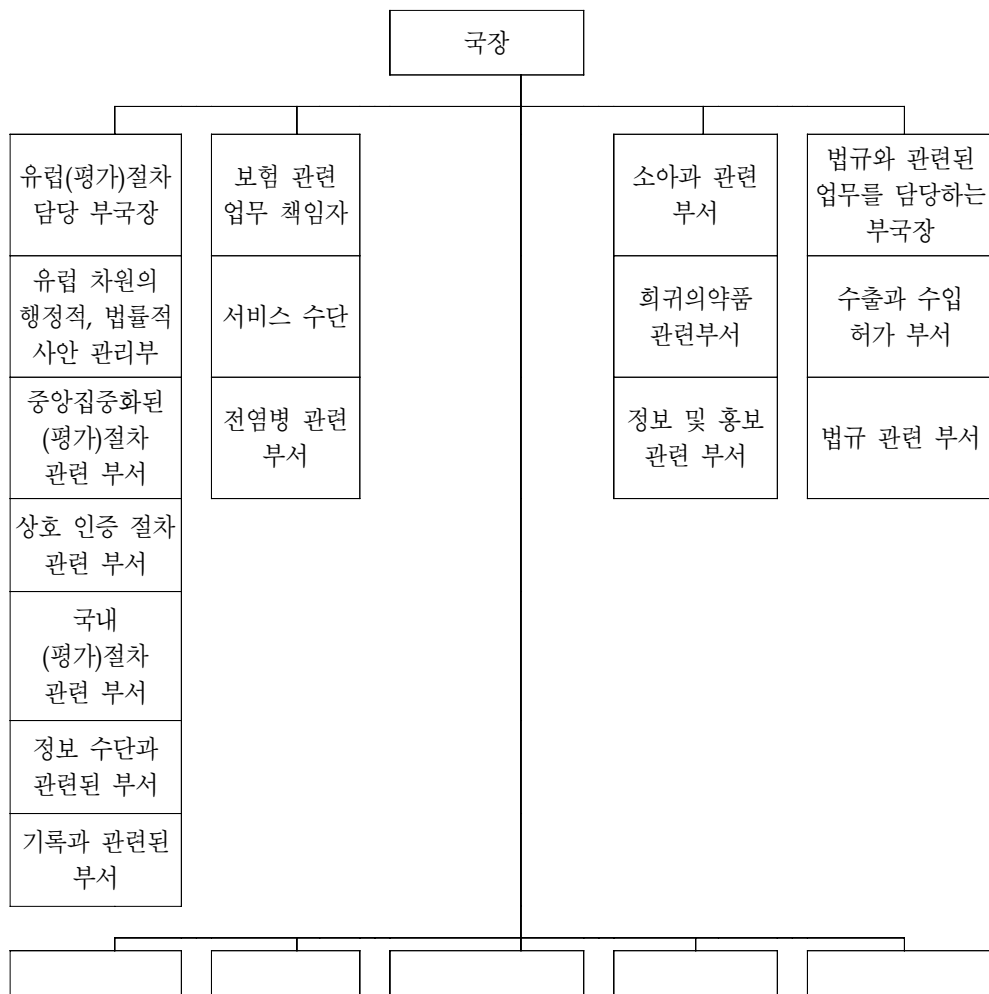 국장
유럽(평가)절차
담당 부국장
유럽 차원의
행정적, 법률적
사안 관리부
중앙집중화된
(평가)절차
관련 부서
상호 인증 절차
관련 부서
국내
(평가)절차
관련 부서
정보 수단과
관련된 부서
기록과 관련된
부서
보험 관련
업무 책임자
서비스 수단
전염병 관련
부서
소아과 관련
부서
희귀의약품
관련부서
정보 및 홍보
관련 부서
법규와 관련된
업무를 담당하는
부국장
수출과 수입
허가 부서
법규 관련 부서